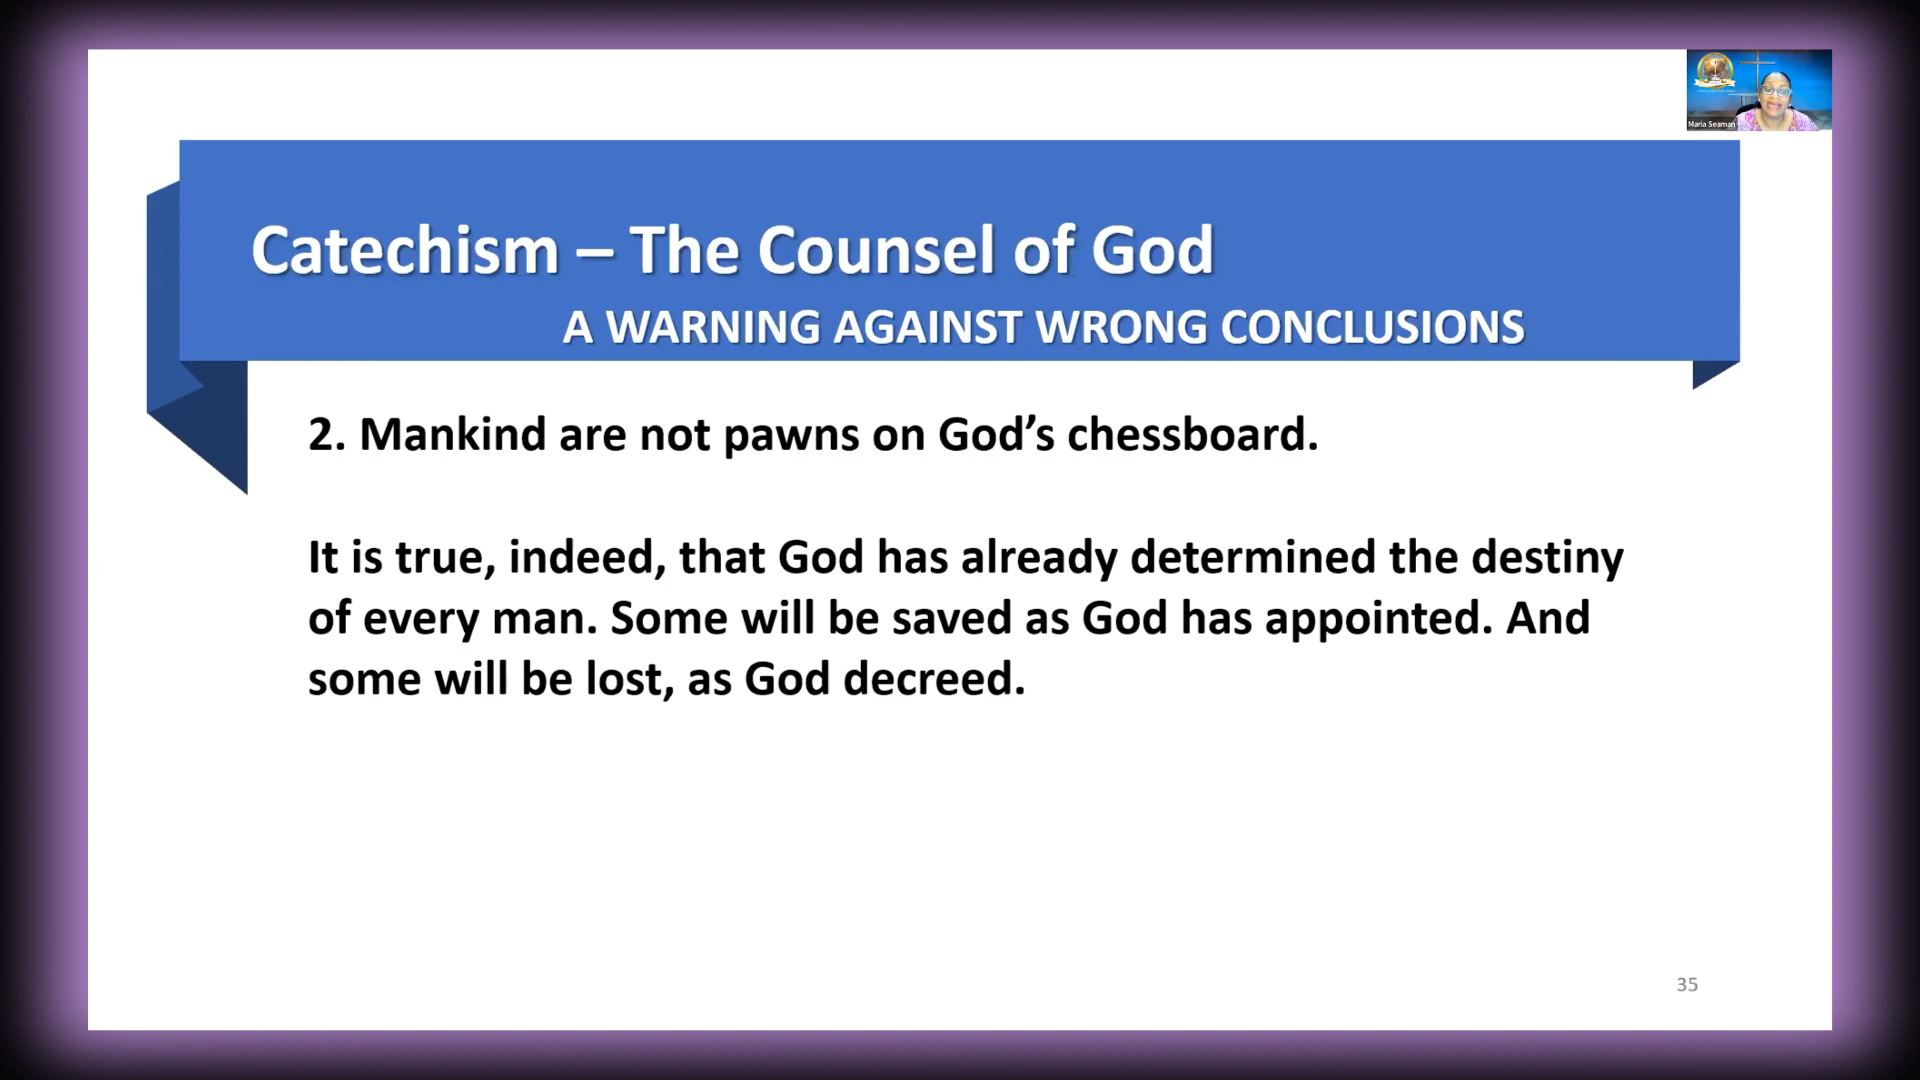 Maria Seaman
Catechism – The Counsel of God
A WARNING AGAINST WRONG CONCLUSIONS
2. Mankind are not pawns on God’s chessboard.
It is true, indeed, that God has already determined the destiny
of every man. Some will be saved as God has appointed. And
some will be lost, as God decreed.
35